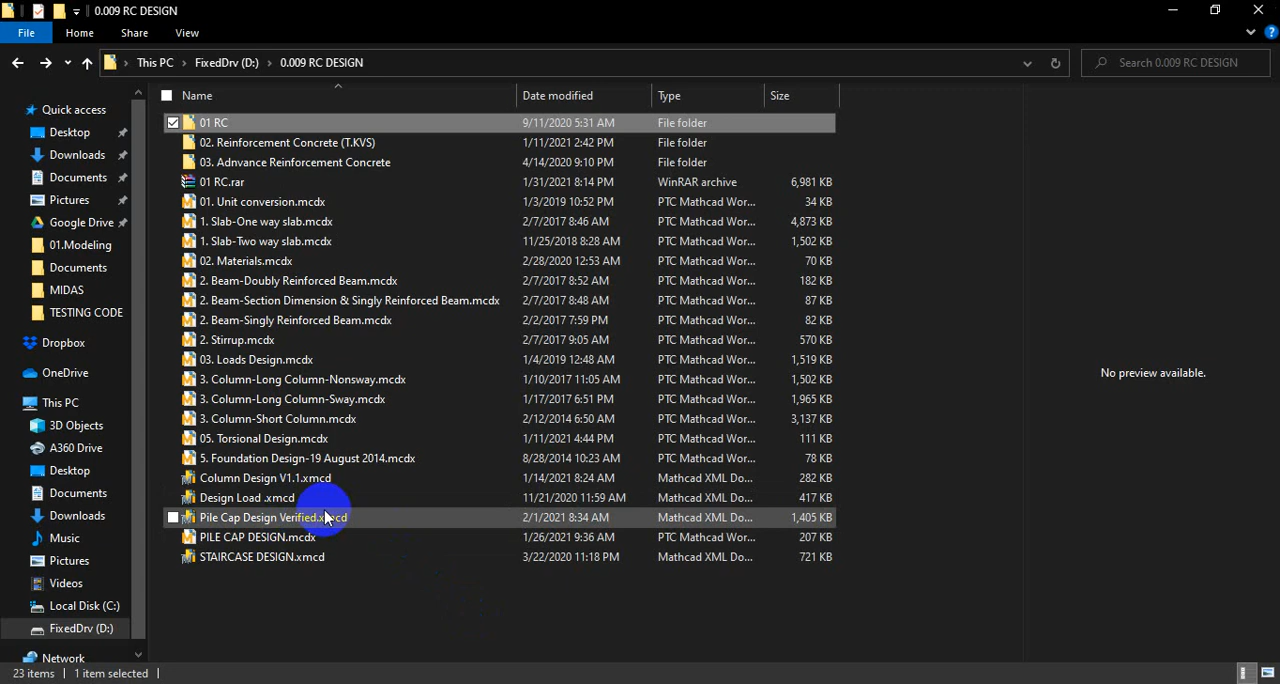 0.009 RC DESIGN
File Home Share View
This PC FixedDrv (D:) 0.009 RC DESIGN Search 0.009 RC DESIGN
Name Date modified Type Size
Quick access
Desktop
Downloads
Documents
Pictures
Google Drive
01.Modeling
Documents
MIDAS
TESTING CODE
Dropbox
OneDrive
This PC
3D Objects
A360 Drive
Desktop
Documents
Downloads
Music
Pictures
Videos
Local Disk (C:)
FixedDrv (D:)
Network
01 RC 9/11/2020 5:31 AM File folder
02. Reinforcement Concrete (T.KVS) 1/11/2021 2:42 PM File folder
03. Adnvance Reinforcement Concrete 4/14/2020 9:10 PM File folder
01 RC.rar 1/31/2021 8:14 PM WinRAR archive 6,981 KB
01. Unit conversion.mcdx 1/3/2019 10:52 PM PTC Mathcad Wor... 34 KB
1. Slab-One way slab.mcdx 2/7/2017 8:46 AM PTC Mathcad Wor... 4,873 KB
1. Slab-Two way slab.mcdx 11/25/2018 8:28 AM PTC Mathcad Wor... 1,502 KB
02. Materials.mcdx 2/28/2020 12:53 AM PTC Mathcad Wor... 70 KB
2. Beam-Doubly Reinforced Beam.mcdx 2/7/2017 8:52 AM PTC Mathcad Wor... 182 KB
2. Beam-Section Dimension & Singly Reinforced Beam.mcdx 2/7/2017 8:48 AM PTC Mathcad Wor... 87 KB
2. Beam-Singly Reinforced Beam.mcdx 2/2/2017 7:59 PM PTC Mathcad Wor... 82 KB
2. Stirrup.mcdx 2/7/2017 9:05 AM PTC Mathcad Wor... 570 KB
03. Loads Design.mcdx 1/4/2019 12:48 AM PTC Mathcad Wor... 1,519 KB
3. Column-Long Column-Nonsway.mcdx 1/10/2017 11:05 AM PTC Mathcad Wor... 1,502 KB
3. Column-Long Column-Sway.mcdx 1/17/2017 6:51 PM PTC Mathcad Wor... 1,965 KB
3. Column-Short Column.mcdx 2/12/2014 6:50 AM PTC Mathcad Wor... 3,137 KB
05. Torsional Design.mcdx 1/11/2021 4:44 PM PTC Mathcad Wor... 111 KB
5. Foundation Design-19 August 2014.mcdx 8/28/2014 10:23 AM PTC Mathcad Wor... 78 KB
Column Design V1.1.xmcd 1/14/2021 8:24 AM Mathcad XML Do... 282 KB
Design Load .xmcd 11/21/2020 11:59 AM Mathcad XML Do... 417 KB
Pile Cap Design Verified.xmcd 2/1/2021 8:34 AM Mathcad XML Do... 1,405 KB
PILE CAP DESIGN.mcdx 1/26/2021 9:36 AM PTC Mathcad Wor... 207 KB
STAIRCASE DESIGN.xmcd 3/22/2020 11:18 PM Mathcad XML Do... 721 KB
No preview available.
23 items 1 item selected